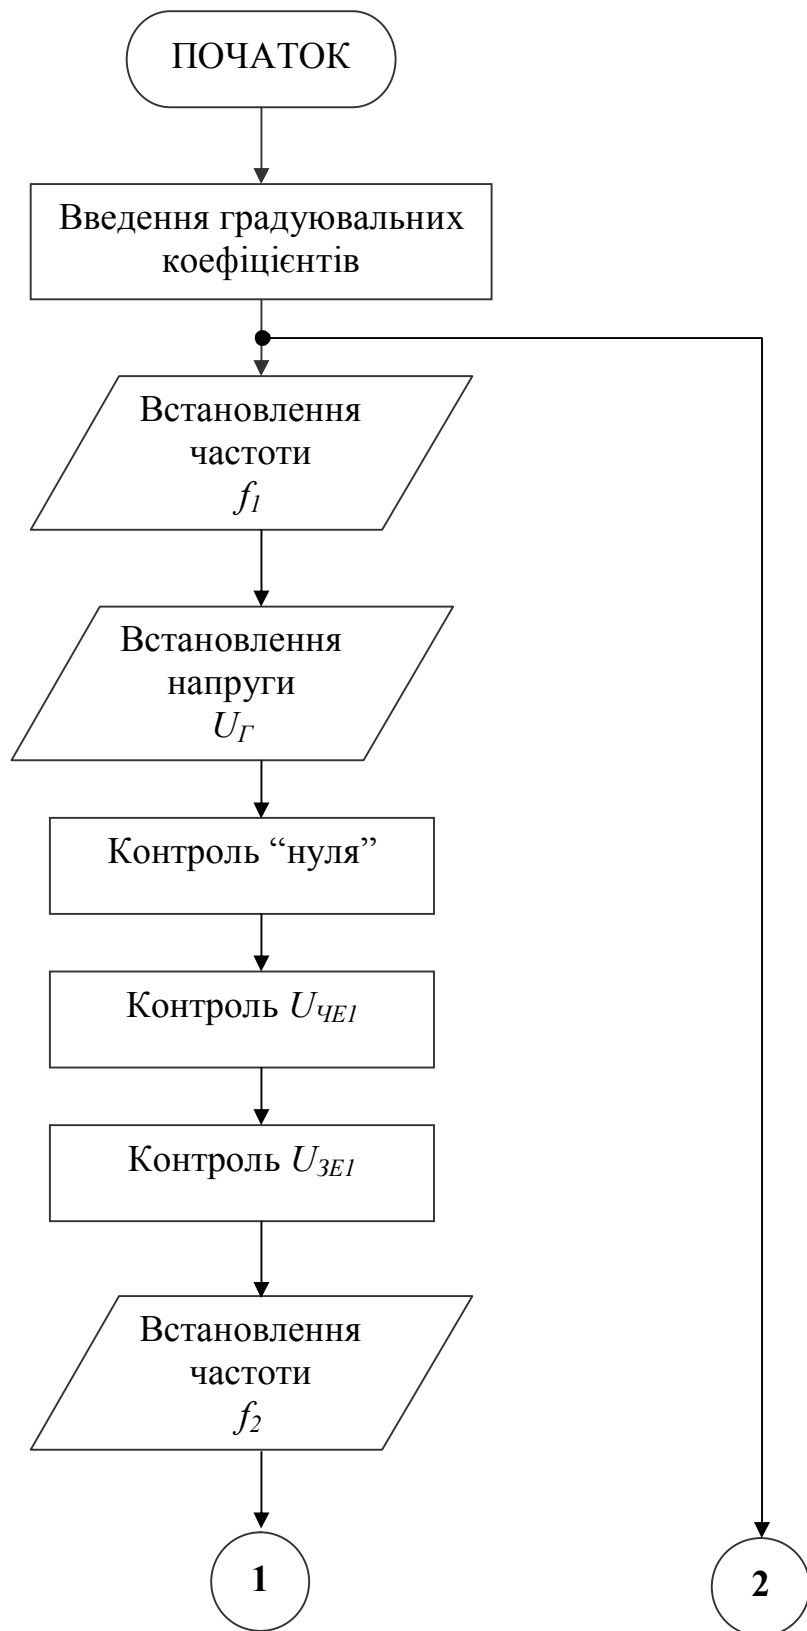 ПОЧАТОК
Введення градуювальних
коефіцієнтів
Встановлення
частоти
f1
Встановлення
напруги
UГ
Контроль “нуля”
Контроль UЧЕ1
Контроль UЗЕ1
Встановлення
частоти
f2
1
2